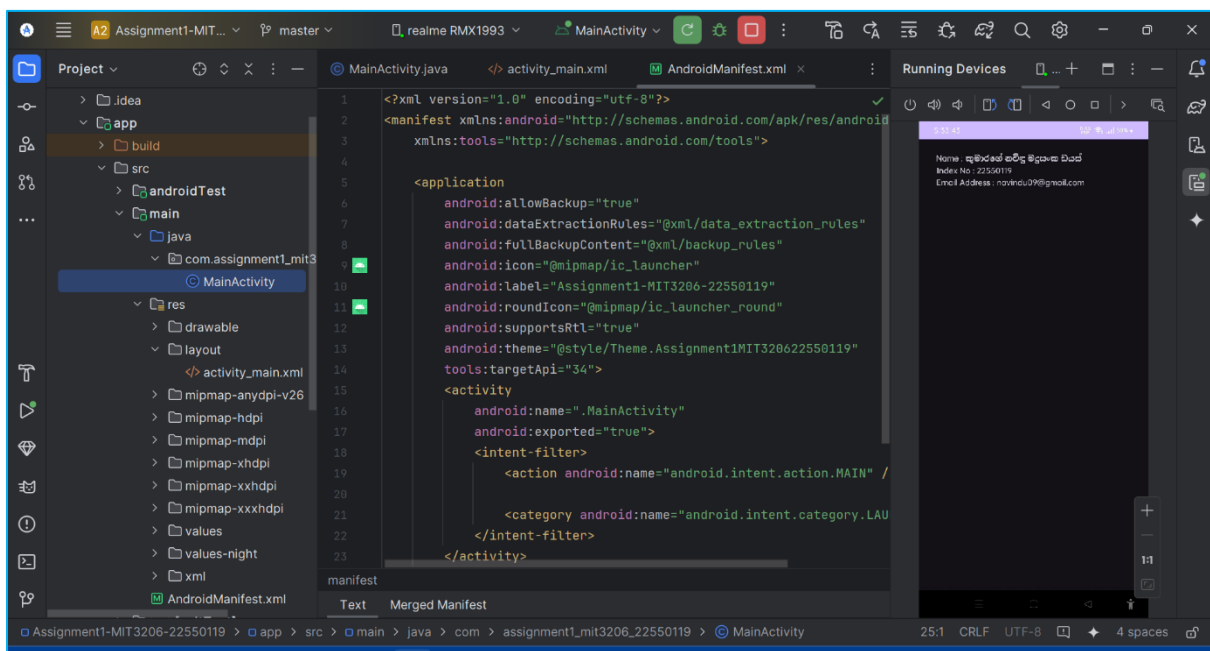 A2 Assignment1-MIT... master realme RMX1993 MainActivity
Project
.idea
app
build
src
androidTest
main
java
com.assignment1_mit3
MainActivity
res
drawable
layout
activity_main.xml
mipmap-anydpi-v26
mipmap-hdpi
mipmap-mdpi
mipmap-xhdpi
mipmap-xxhdpi
mipmap-xxxhdpi
values
values-night
xml
AndroidManifest.xml
MainActivity.java activity_main.xml AndroidManifest.xml
1 <?xml version="1.0" encoding="utf-8"?>
2 <manifest xmlns:android="http://schemas.android.com/apk/res/android
3 xmlns:tools="http://schemas.android.com/tools">
4
5 <application
6 android:allowBackup="true"
7 android:dataExtractionRules="@xml/data_extraction_rules"
8 android:fullBackupContent="@xml/backup_rules"
9 android:icon="@mipmap/ic_launcher"
10 android:label="Assignment1-MIT3206-22550119"
11 android:roundIcon="@mipmap/ic_launcher_round"
12 android:supportsRtl="true"
13 android:theme="@style/Theme.Assignment1MIT320622550119"
14 tools:targetApi="34">
15 <activity
16 android:name=".MainActivity"
17 android:exported="true">
18 <intent-filter>
19 <action android:name="android.intent.action.MAIN" /
20
21 <category android:name="android.intent.category.LAU
22 </intent-filter>
23 </activity>
manifest
Text Merged Manifest
Running Devices
Name : කුමාරගේ නවිඳු මදුසංක ඩයස්
Index No : 22550119
Email Address : navindu09@gmail.com
1:1
Assignment1-MIT3206-22550119 > app > src > main > java > com > assignment1_mit3206_22550119 > MainActivity
25:1 CRLF UTF-8 4 spaces